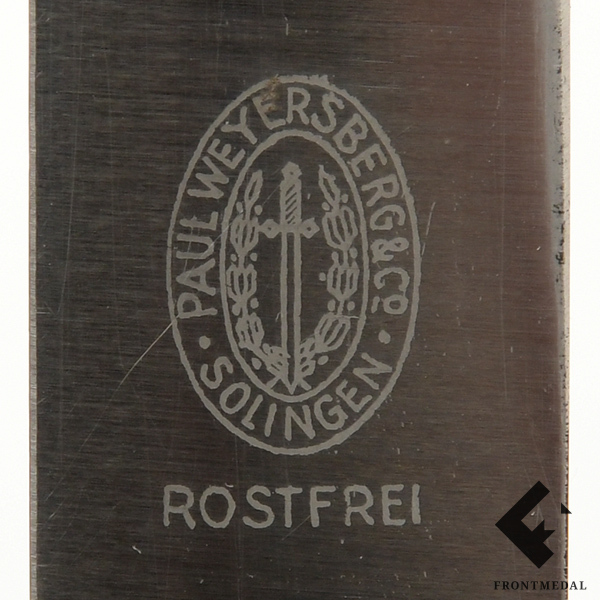 PAUL WEYERSBERG & Co
• SOLINGEN •
ROSTFREI
FRONTMEDAL